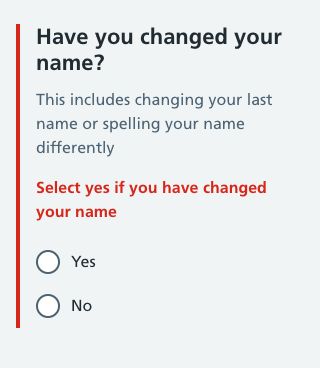 Have you changed your
name?
This includes changing your last
name or spelling your name
differently
Select yes if you have changed
your name
Yes
No